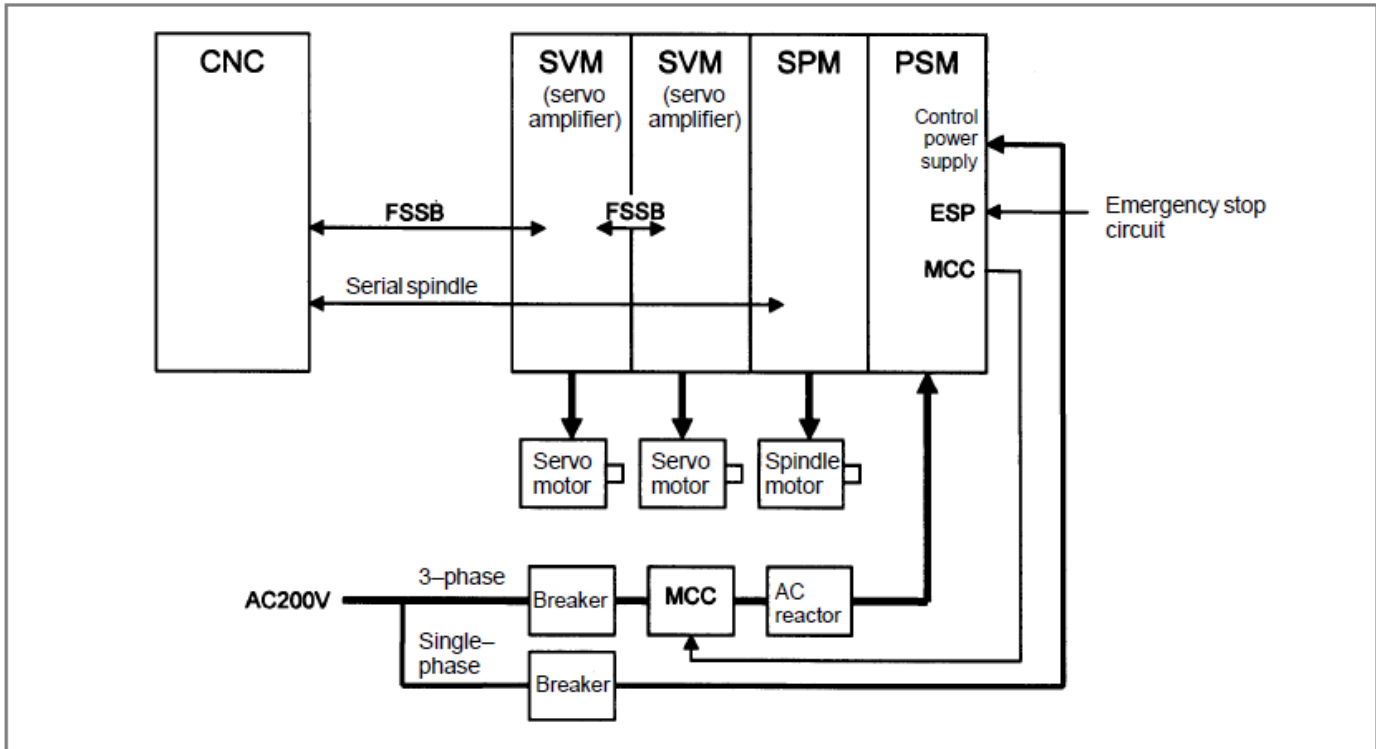 CNC
SVM
(servo
amplifier)
SVM
(servo
amplifier)
SPM
PSM
Control
power
supply
FSSB
FSSB
ESP
Emergency stop
circuit
MCC
Serial spindle
Servo
motor
Servo
motor
Spindle
motor
AC200V
3–phase
Breaker
MCC
AC
reactor
Single–
phase
Breaker